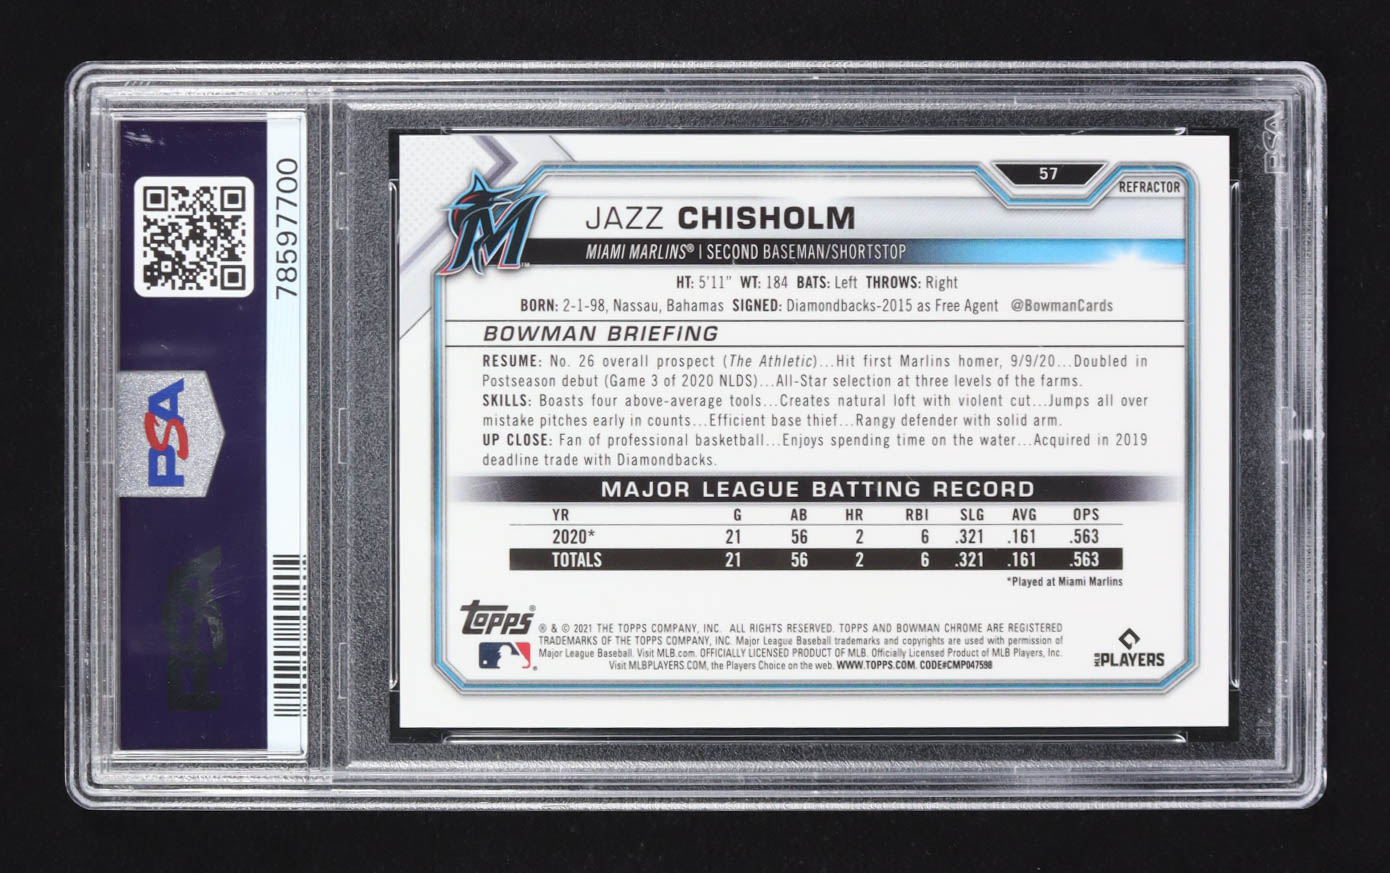 78597700
PSA
PSA
PSA
57
REFRACTOR
M
TM
JAZZ CHISHOLM
MIAMI MARLINS® | SECOND BASEMAN/SHORTSTOP
HT: 5'11" WT: 184 BATS: Left THROWS: Right
BORN: 2-1-98, Nassau, Bahamas SIGNED: Diamondbacks-2015 as Free Agent @BowmanCards
BOWMAN BRIEFING
RESUME: No. 26 overall prospect (The Athletic)...Hit first Marlins homer, 9/9/20...Doubled in
Postseason debut (Game 3 of 2020 NLDS)...All-Star selection at three levels of the farms.
SKILLS: Boasts four above-average tools...Creates natural loft with violent cut...Jumps all over
mistake pitches early in counts...Efficient base thief...Rangy defender with solid arm.
UP CLOSE: Fan of professional basketball...Enjoys spending time on the water...Acquired in 2019
deadline trade with Diamondbacks.
MAJOR LEAGUE BATTING RECORD
YR G AB HR RBI SLG AVG OPS
2020* 21 56 2 6 .321 .161 .563
TOTALS 21 56 2 6 .321 .161 .563
*Played at Miami Marlins
Topps® ® & © 2021 THE TOPPS COMPANY, INC. ALL RIGHTS RESERVED. TOPPS AND BOWMAN CHROME ARE REGISTERED
TRADEMARKS OF THE TOPPS COMPANY, INC. Major League Baseball trademarks and copyrights are used with permission of
Major League Baseball. Visit MLB.com. OFFICIALLY LICENSED PRODUCT OF MLB. Officially Licensed Product of MLB Players, Inc.
Visit MLBPLAYERS.COM, the Players Choice on the web. WWW.TOPPS.COM. CODE#CMP047598
MLB PLAYERS